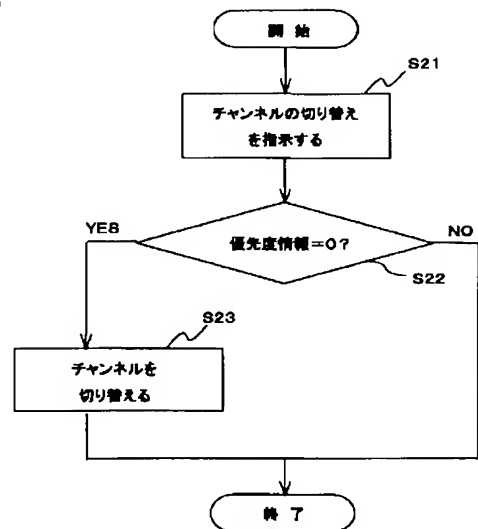 開始
S21
チャンネルの切り替え
を指示する
YES
優先度情報=0?
NO
S22
S23
チャンネルを
切り替える
終了